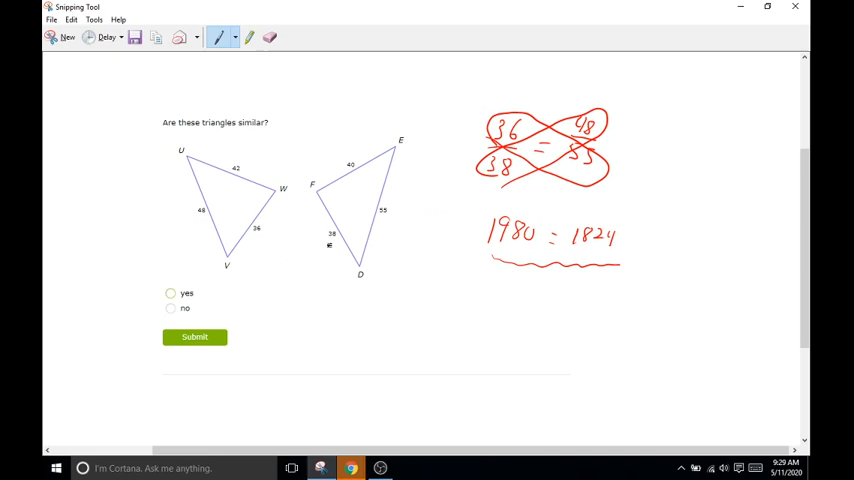 Snipping Tool
File Edit Tools Help
New Delay
Are these triangles similar?
U 42 W
48 36
V
E
40
F
38 55
D
yes
no
Submit
36 = 48
38 55
1980 = 1824
I'm Cortana. Ask me anything.
9:29 AM
5/11/2020